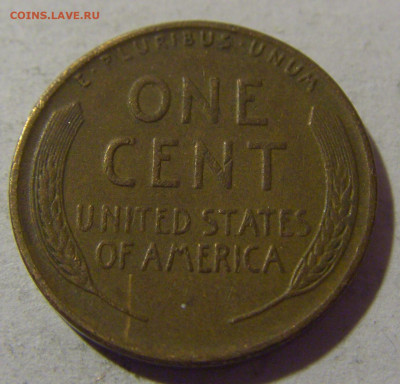 COINS.LAVE.RU
E·PLURIBUS·UNUM
ONE
CENT
UNITED STATES
OF AMERICA